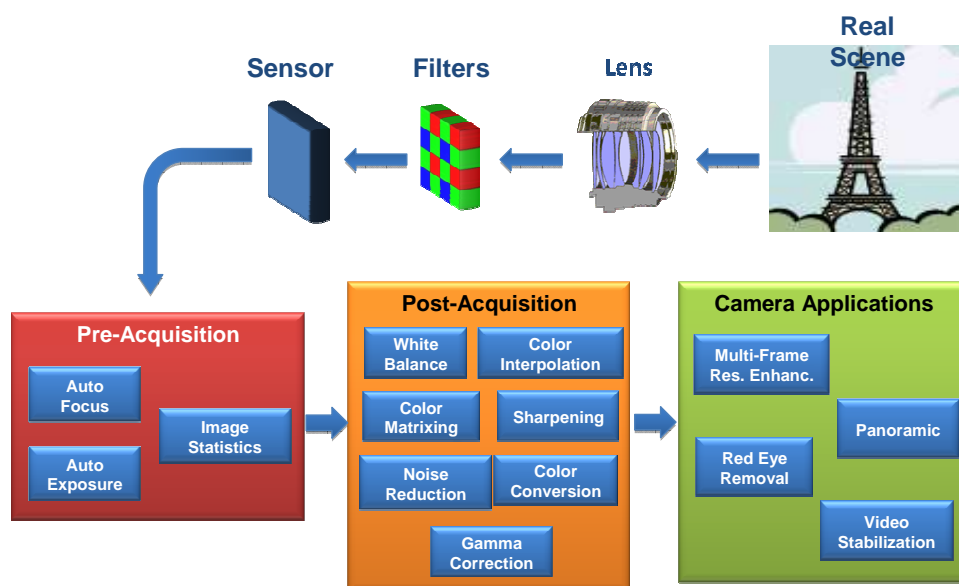 Real
Scene
Sensor
Filters
Lens
Pre-Acquisition
Auto
Focus
Image
Statistics
Auto
Exposure
Post-Acquisition
White
Balance
Color
Interpolation
Color
Matrixing
Sharpening
Noise
Reduction
Color
Conversion
Gamma
Correction
Camera Applications
Multi-Frame
Res. Enhanc.
Panoramic
Red Eye
Removal
Video
Stabilization